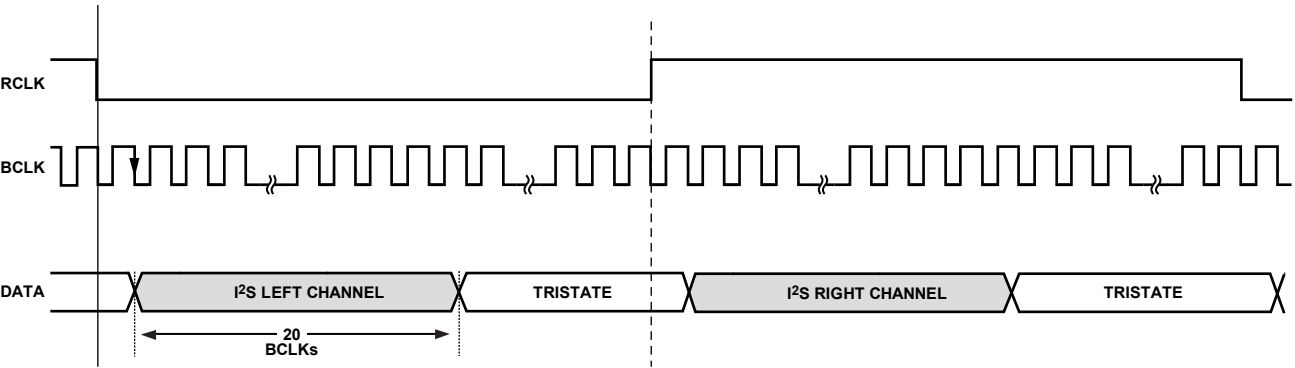 RCLK
BCLK
DATA
I²S LEFT CHANNEL
TRISTATE
I²S RIGHT CHANNEL
TRISTATE
20
BCLKs